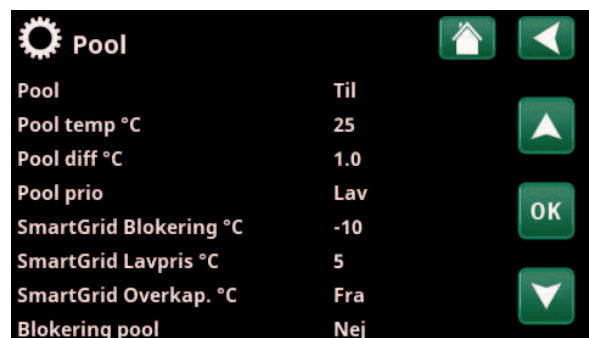 Pool
Pool Til
Pool temp °C 25
Pool diff °C 1.0
Pool prio Lav
SmartGrid Blokering °C -10
OK
SmartGrid Lavpris °C 5
SmartGrid Overkap. °C Fra
Blokering pool Nej